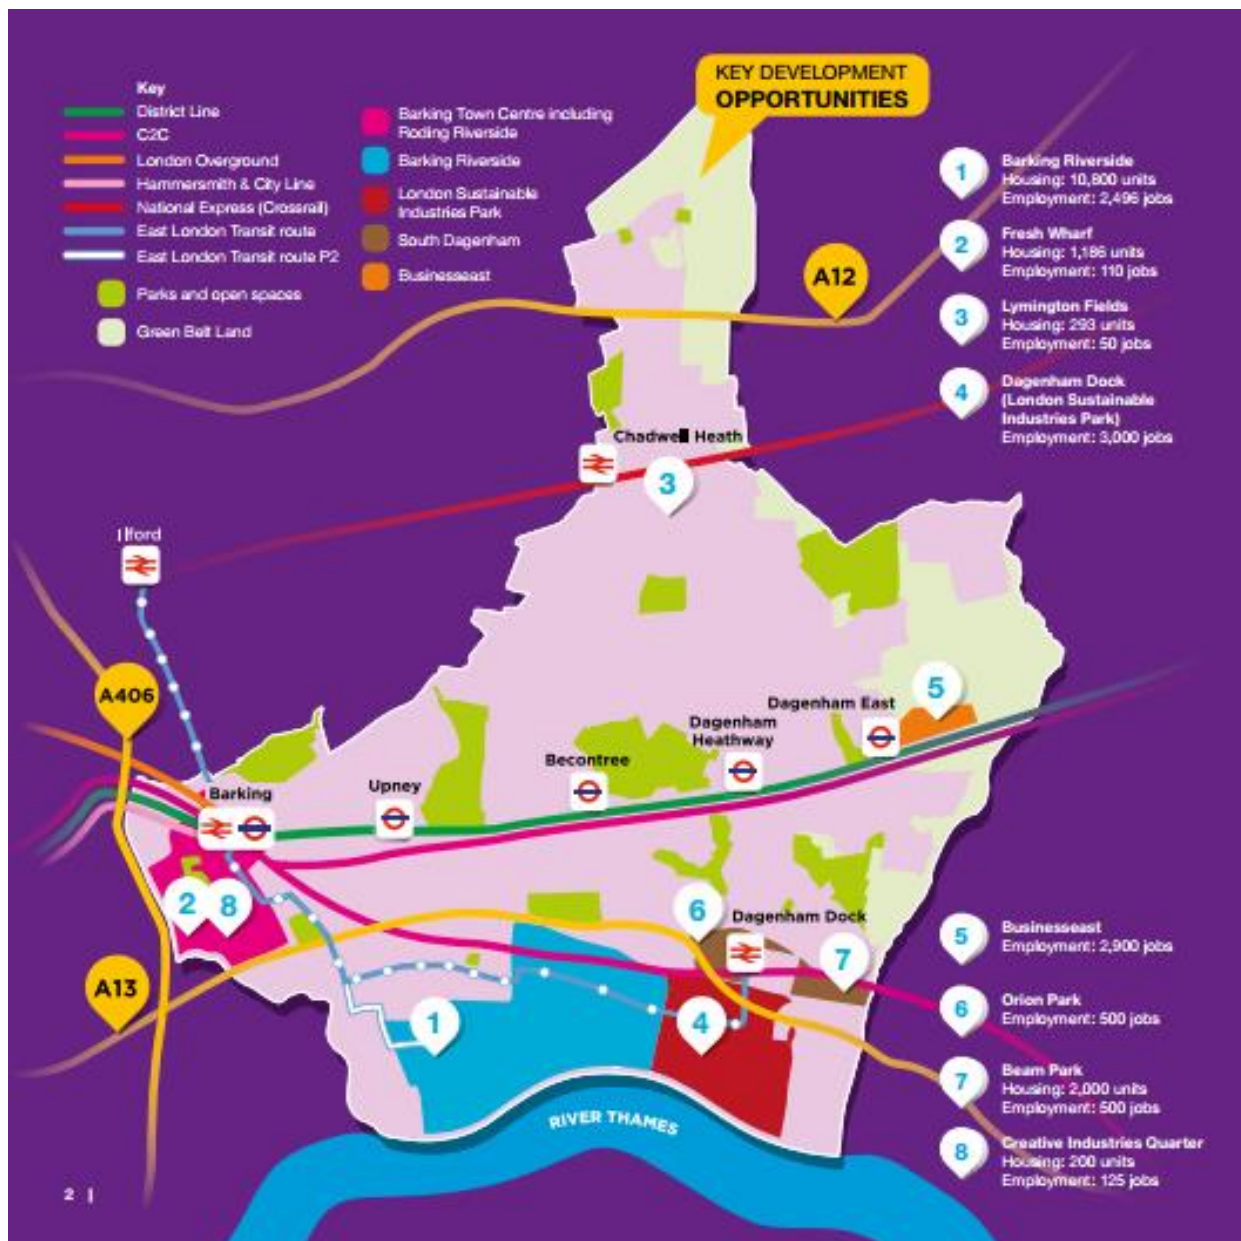 Key
District Line
C2C
London Overground
Hammersmith & City Line
National Express (Crossrail)
East London Transit route
East London Transit route P2
Parks and open spaces
Green Belt Land
Barking Town Centre including
Roding Riverside
Barking Riverside
London Sustainable
Industries Park
South Dagenham
Businesseast
KEY DEVELOPMENT
OPPORTUNITIES
1
Barking Riverside
Housing: 10,800 units
Employment: 2,496 jobs
2
Fresh Wharf
Housing: 1,186 units
Employment: 110 jobs
3
Lymington Fields
Housing: 293 units
Employment: 50 jobs
4
Dagenham Dock
(London Sustainable
Industries Park)
Employment: 3,000 jobs
A12
Chadwell Heath
3
Ilford
A406
5
Dagenham East
Dagenham
Heathway
Becontree
Upney
Barking
2
8
6
Dagenham Dock
7
A13
1
4
RIVER THAMES
5
Businesseast
Employment: 2,900 jobs
6
Orion Park
Employment: 500 jobs
7
Beam Park
Housing: 2,000 units
Employment: 500 jobs
8
Creative Industries Quarter
Housing: 200 units
Employment: 125 jobs
2 |